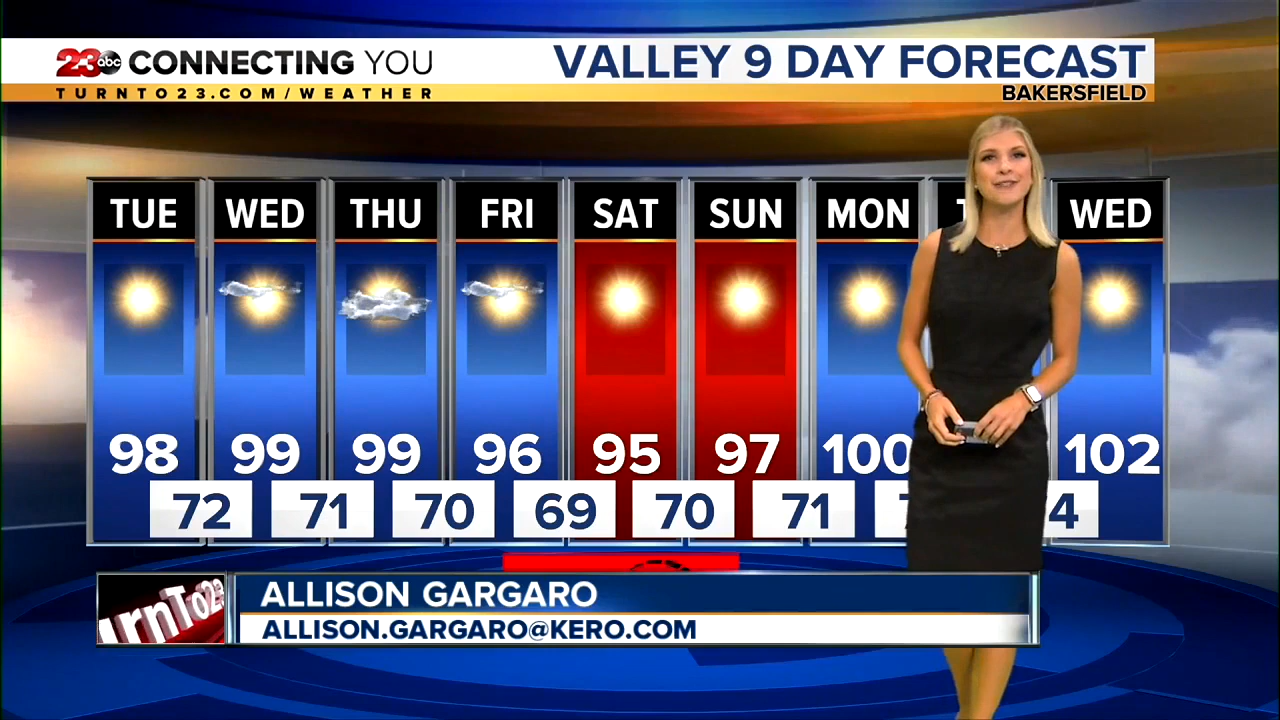 23 abc CONNECTING YOU
TURNTO23.COM/WEATHER
VALLEY 9 DAY FORECAST
BAKERSFIELD
TUE WED THU FRI SAT SUN MON WED
98 99 99 96 95 97 100 102
72 71 70 69 70 71
ALLISON GARGARO
ALLISON.GARGARO@KERO.COM